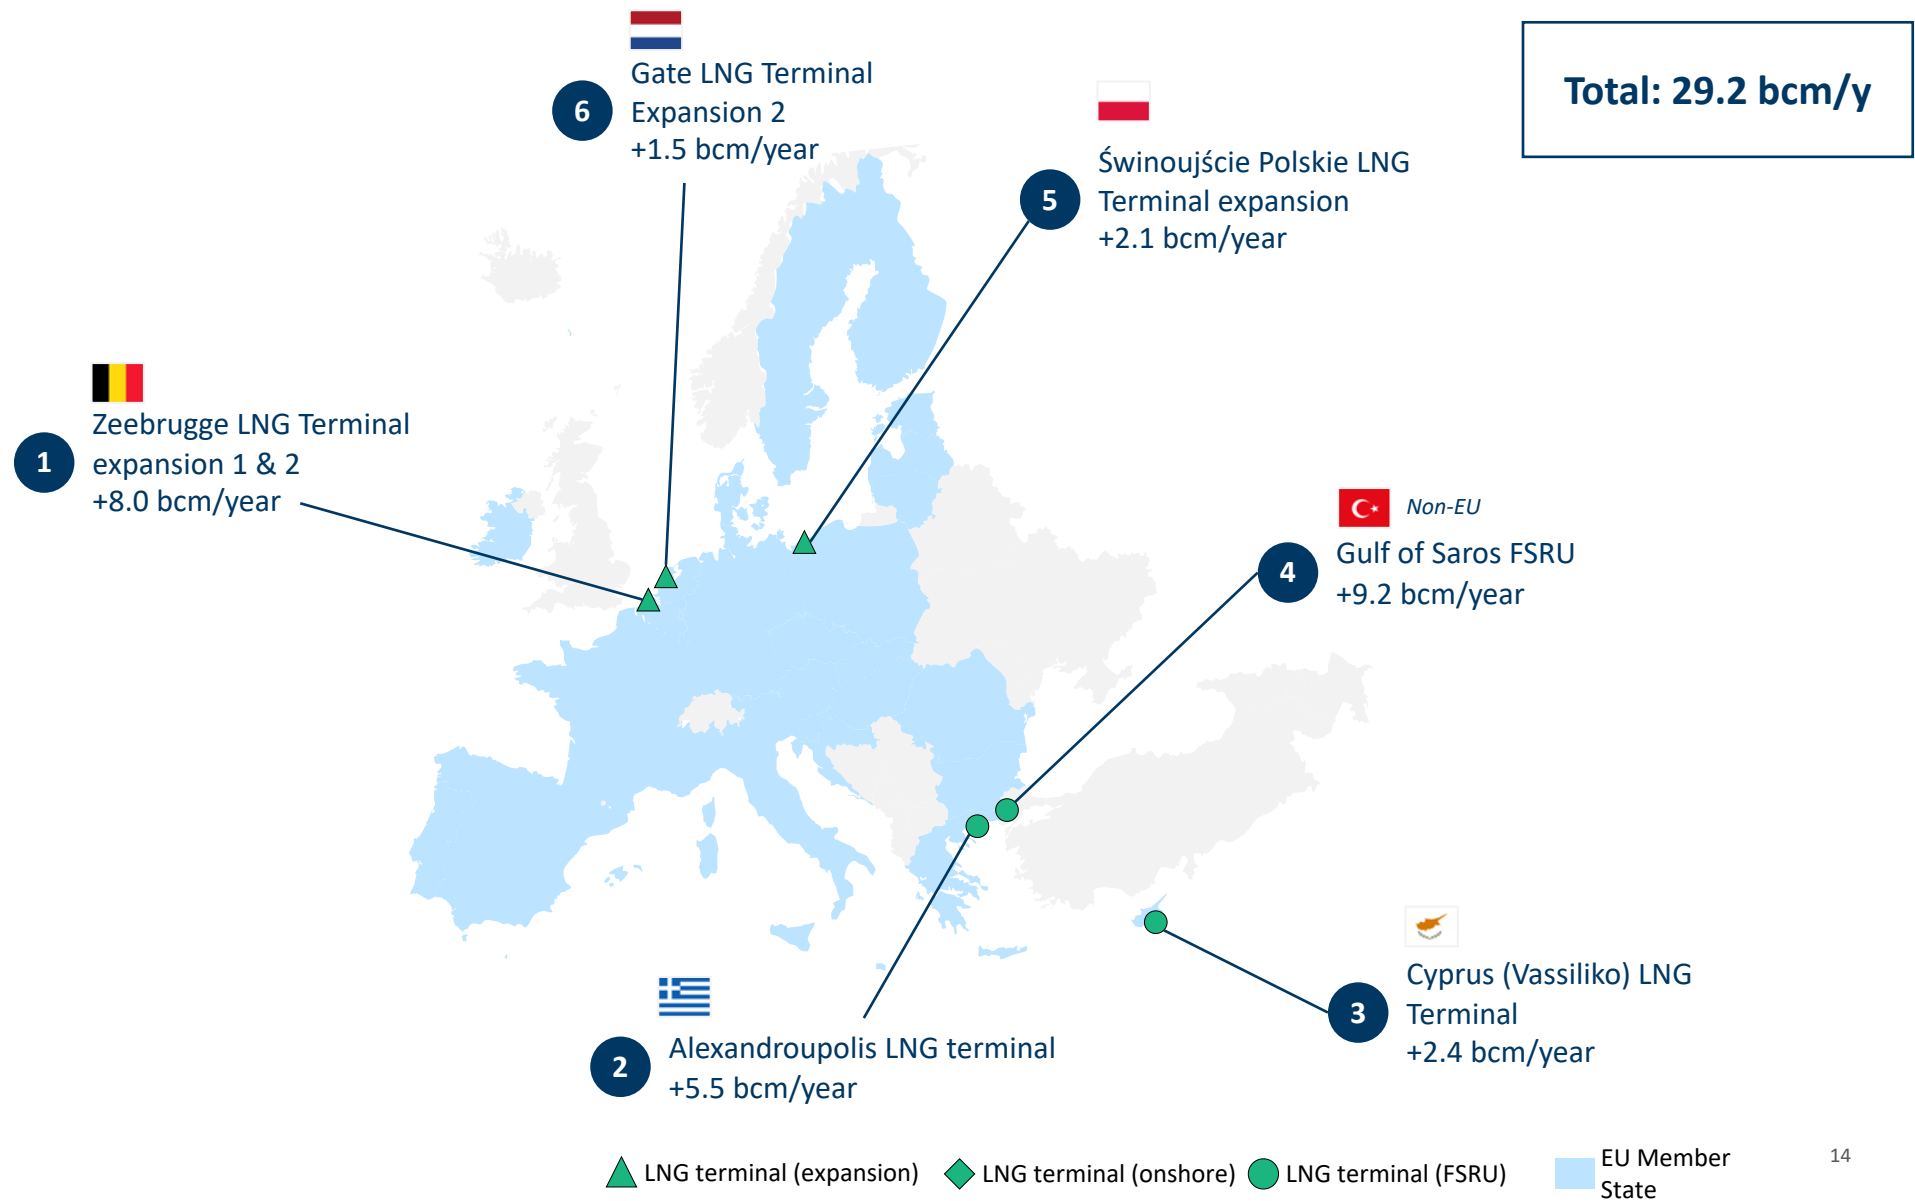 Total: 29.2 bcm/y
6
Gate LNG Terminal
Expansion 2
+1.5 bcm/year
5
Świnoujście Polskie LNG
Terminal expansion
+2.1 bcm/year
1
Zeebrugge LNG Terminal
expansion 1 & 2
+8.0 bcm/year
Non-EU
4
Gulf of Saros FSRU
+9.2 bcm/year
3
Cyprus (Vassiliko) LNG
Terminal
+2.4 bcm/year
2
Alexandroupolis LNG terminal
+5.5 bcm/year
LNG terminal (expansion)
LNG terminal (onshore)
LNG terminal (FSRU)
EU Member
State
14